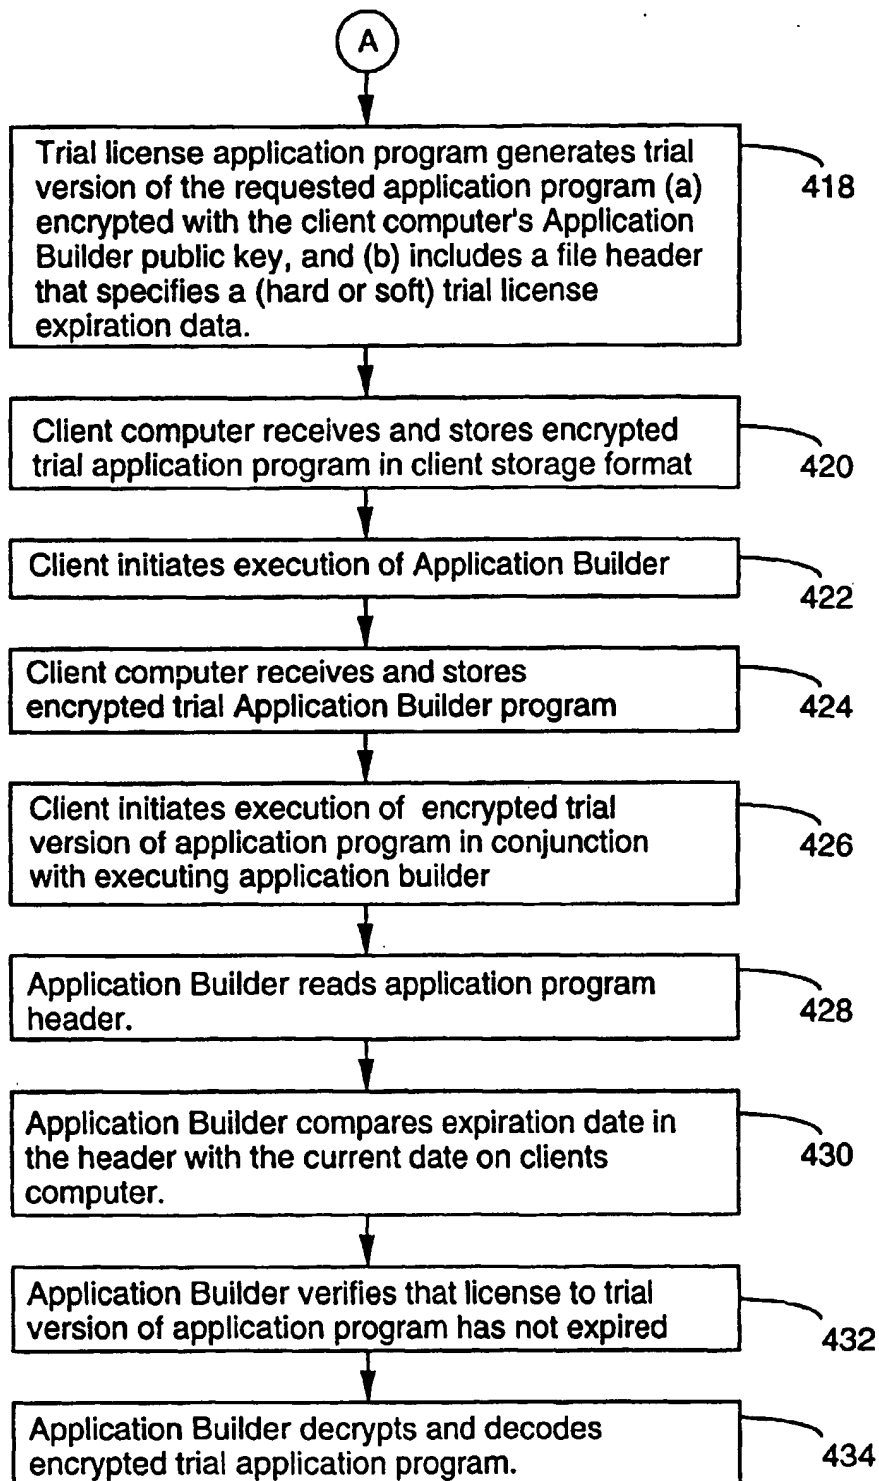 A
Trial license application program generates trial
version of the requested application program (a)
encrypted with the client computer's Application
Builder public key, and (b) includes a file header
that specifies a (hard or soft) trial license
expiration data.
418
Client computer receives and stores encrypted
trial application program in client storage format
420
Client initiates execution of Application Builder
422
Client computer receives and stores
encrypted trial Application Builder program
424
Client initiates execution of encrypted trial
version of application program in conjunction
with executing application builder
426
Application Builder reads application program
header.
428
Application Builder compares expiration date in
the header with the current date on clients
computer.
430
Application Builder verifies that license to trial
version of application program has not expired
432
Application Builder decrypts and decodes
encrypted trial application program.
434